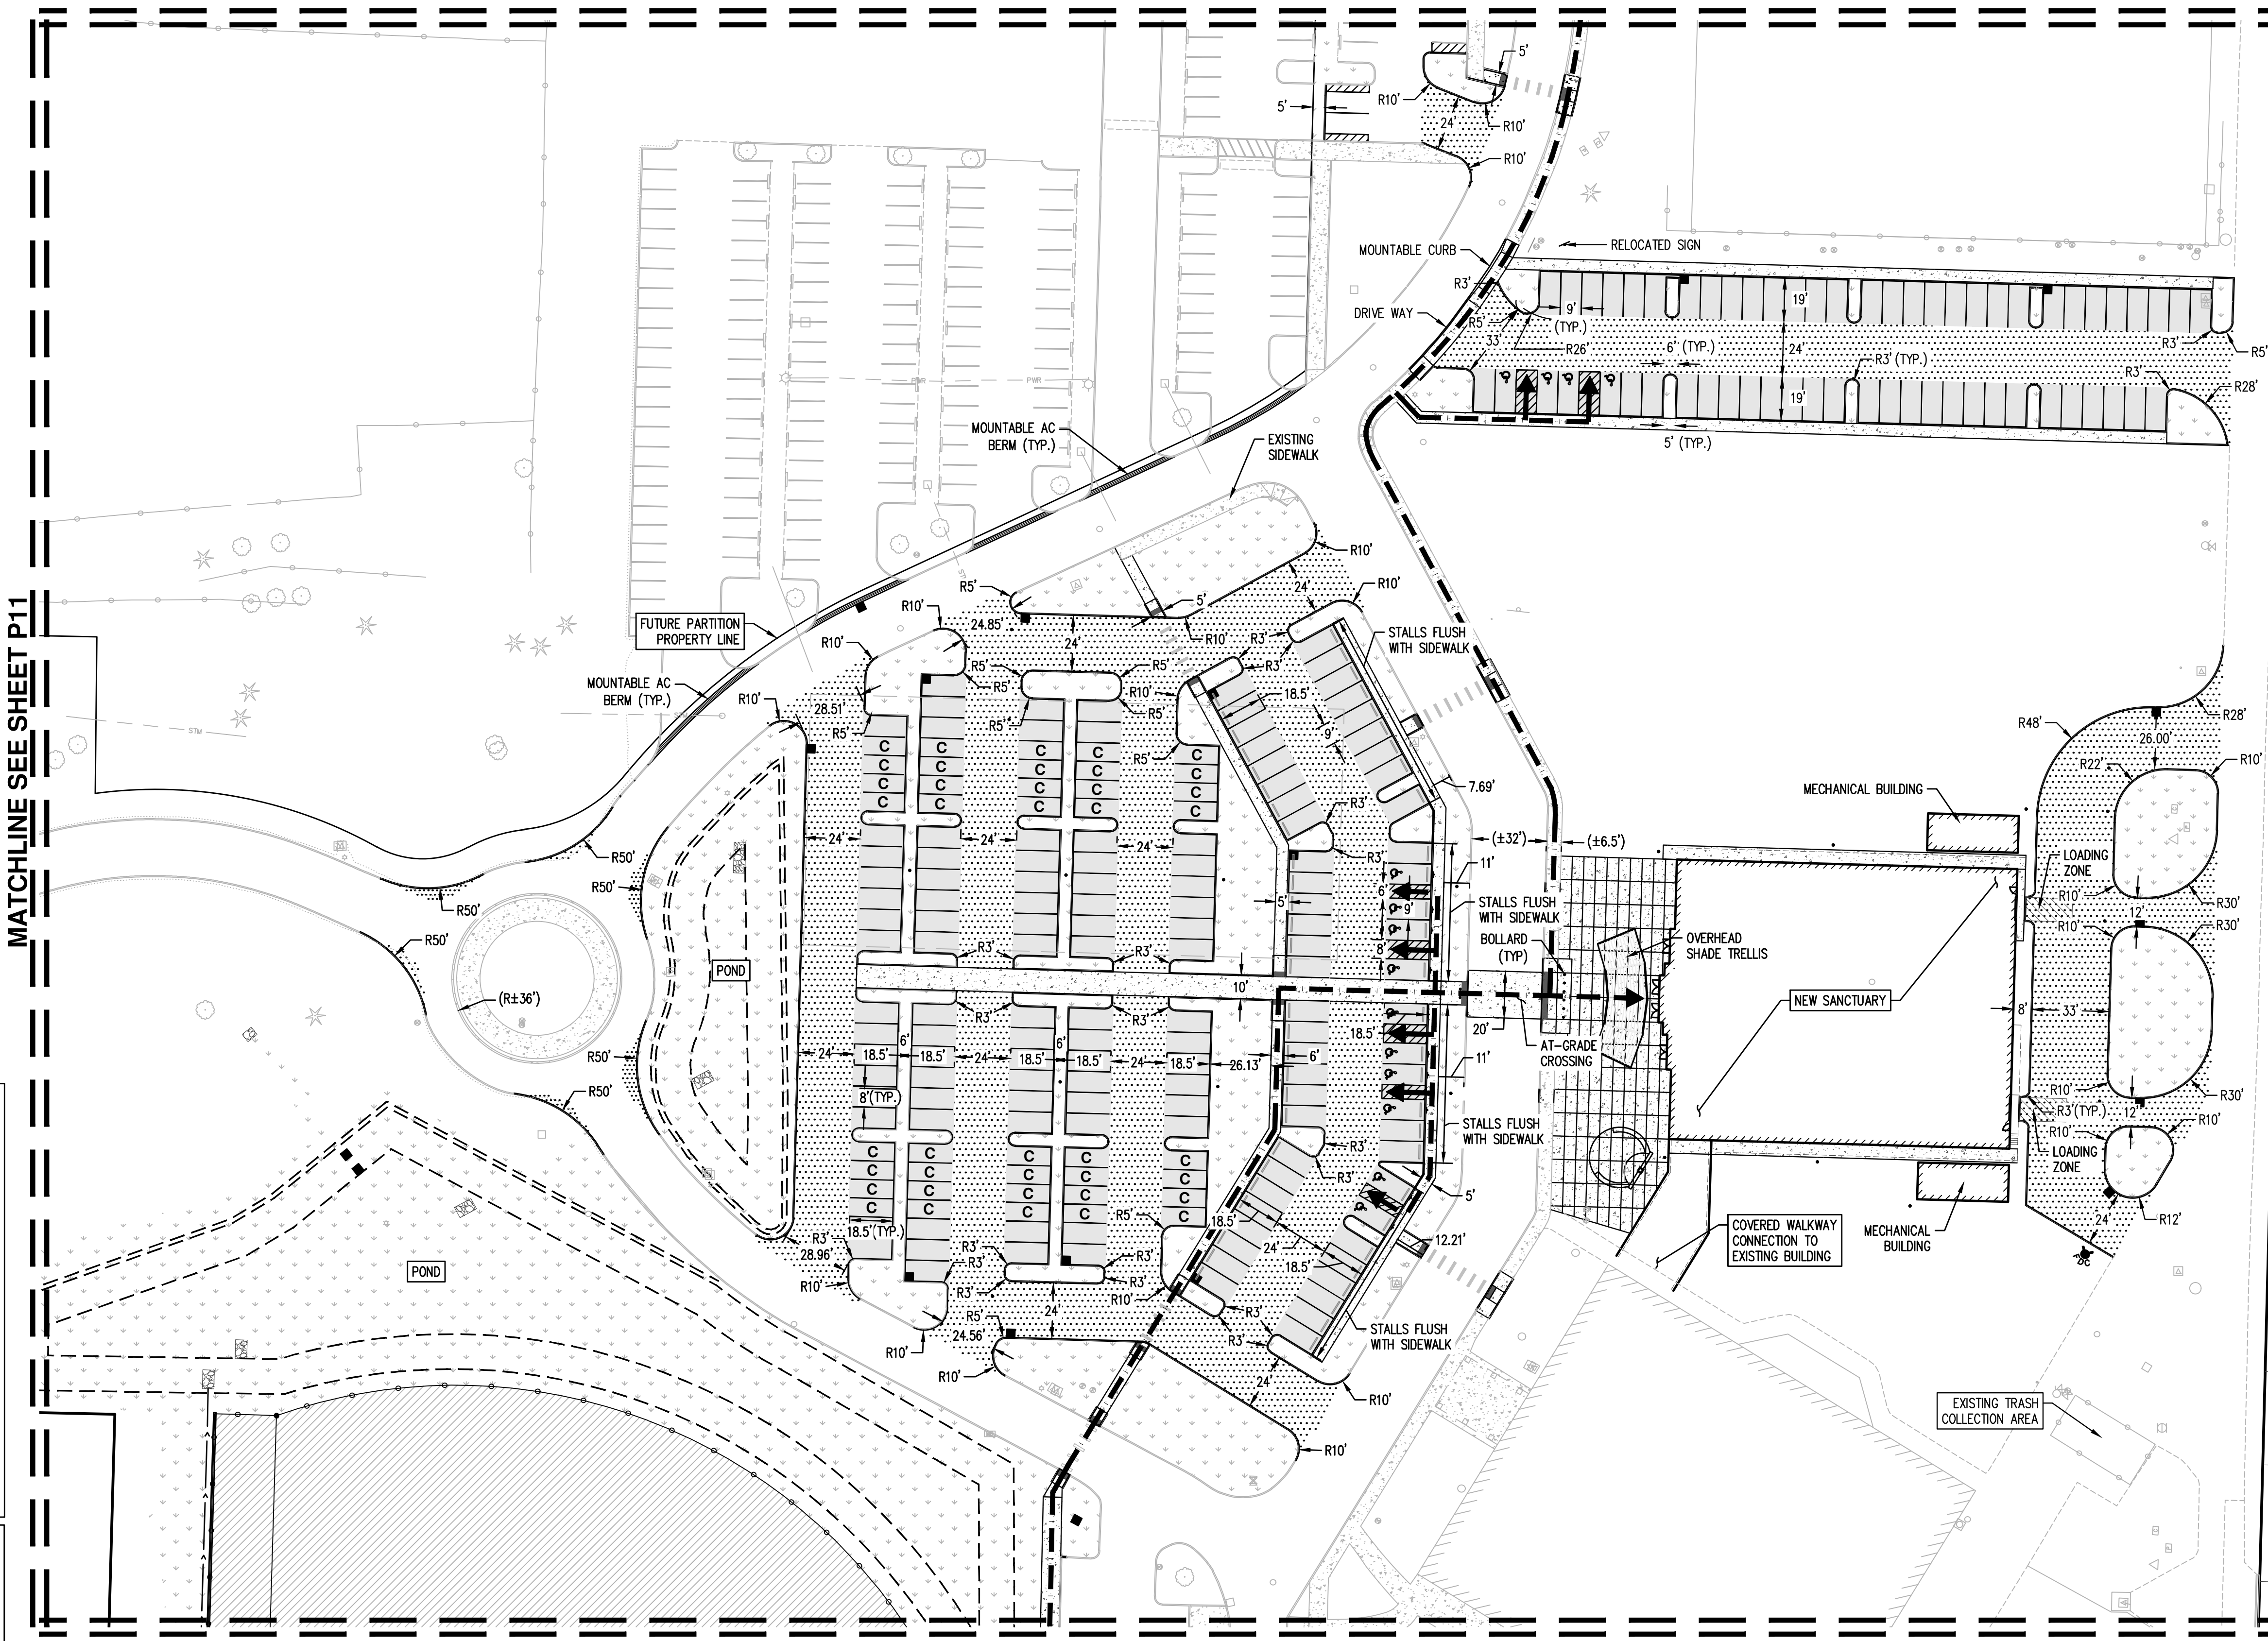 MATCHLINE SEE SHEET P11
5'
5'
R10'
24'
R10'
R10'
MOUNTABLE CURB
RELOCATED SIGN
R3'
DRIVE WAY
R5'
9'
(TYP.)
19'
33'
R26'
6' (TYP.)
24'
R3' (TYP.)
R3'
R5'
R3'
R28'
19'
5' (TYP.)
PWR
PWR
MOUNTABLE AC
BERM (TYP.)
EXISTING
SIDEWALK
R10'
24'
R10'
R5'
24.85'
R10'
5'
24'
R10'
FUTURE PARTITION
PROPERTY LINE
R10'
R3'
R3'
STALLS FLUSH
WITH SIDEWALK
MOUNTABLE AC
BERM (TYP.)
R10'
28.51'
R5'
R5'
R5'
R5'
R5'
R5'
R10'
R5'
18.5'
9'
STM
C C C C C
C C C C C
C C C C C
C C C C C
7.69'
R3'
R3'
24'
24'
24'
(±32')
(±6.5')
R50'
R50'
R50'
R50'
POND
(R±36')
5'
R3'
R3'
R3'
R3'
11'
6'
9'
8'
STALLS FLUSH
WITH SIDEWALK
BOLLARD
(TYP)
OVERHEAD
SHADE TRELLIS
10'
NEW SANCTUARY
MECHANICAL BUILDING
LOADING
ZONE
R48'
R28'
26.00'
R22'
R10'
R10'
12'
R30'
R10'
R30'
8'
33'
R10'
R30'
R3'(TYP.)
12'
R10'
R10'
LOADING
ZONE
R12'
24'
18.5'
20'
AT-GRADE
CROSSING
11'
R50'
R50'
24'
18.5'
6'
18.5'
24'
18.5'
6'
18.5'
24'
18.5'
26.13'
6'
8'(TYP.)
STALLS FLUSH
WITH SIDEWALK
C C C C C
C C C C C
C C C C C
C C C C C
R3'
R3'
5'
18.5'(TYP.)
R3'
28.96'
R10'
R3'
R3'
R3'
R3'
R3'
R5'
R10'
18.5'
24'
18.5'
12.21'
R3'
R3'
R5'
24.56'
24'
R10'
R10'
24'
STALLS FLUSH
WITH SIDEWALK
R10'
R10'
POND
COVERED WALKWAY
CONNECTION TO
EXISTING BUILDING
MECHANICAL
BUILDING
EXISTING TRASH
COLLECTION AREA